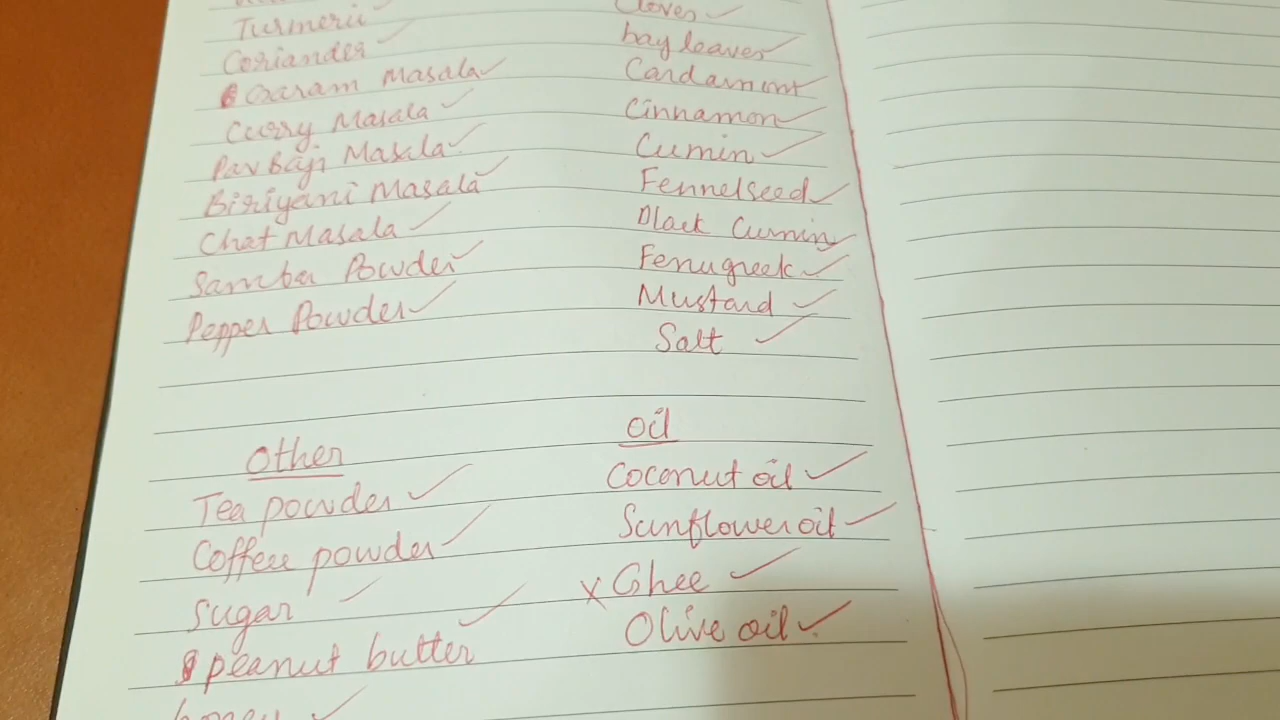 Turmeric
Coriander
Garam Masala
Curry Masala
Pav Baji Masala
Biriyani Masala
Chat Masala
Sambar Powder
Pepper Powder
Cloves
bay leaves
Cardamont
Cinnamon
Cumin
Fennelseed
Black Cumin
Fenugreek
Mustard
Salt
Other
Tea powder
Coffee powder
Sugar
peanut butter
honey
Oil
Coconut oil
Sunflower oil
x Ghee
Olive oil